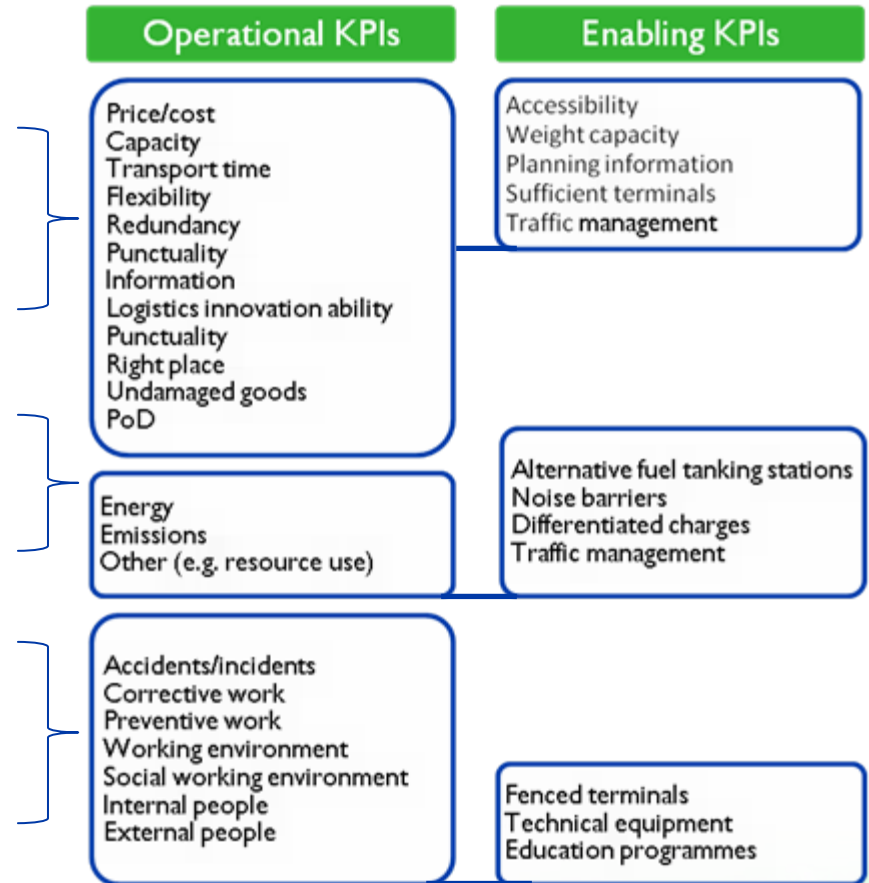 Operational KPIs
Enabling KPIs
Price/cost
Capacity
Transport time
Flexibility
Redundancy
Punctuality
Information
Logistics innovation ability
Punctuality
Right place
Undamaged goods
PoD
Accessibility
Weight capacity
Planning information
Sufficient terminals
Traffic management
Energy
Emissions
Other (e.g. resource use)
Alternative fuel tanking stations
Noise barriers
Differentiated charges
Traffic management
Accidents/incidents
Corrective work
Preventive work
Working environment
Social working environment
Internal people
External people
Fenced terminals
Technical equipment
Education programmes